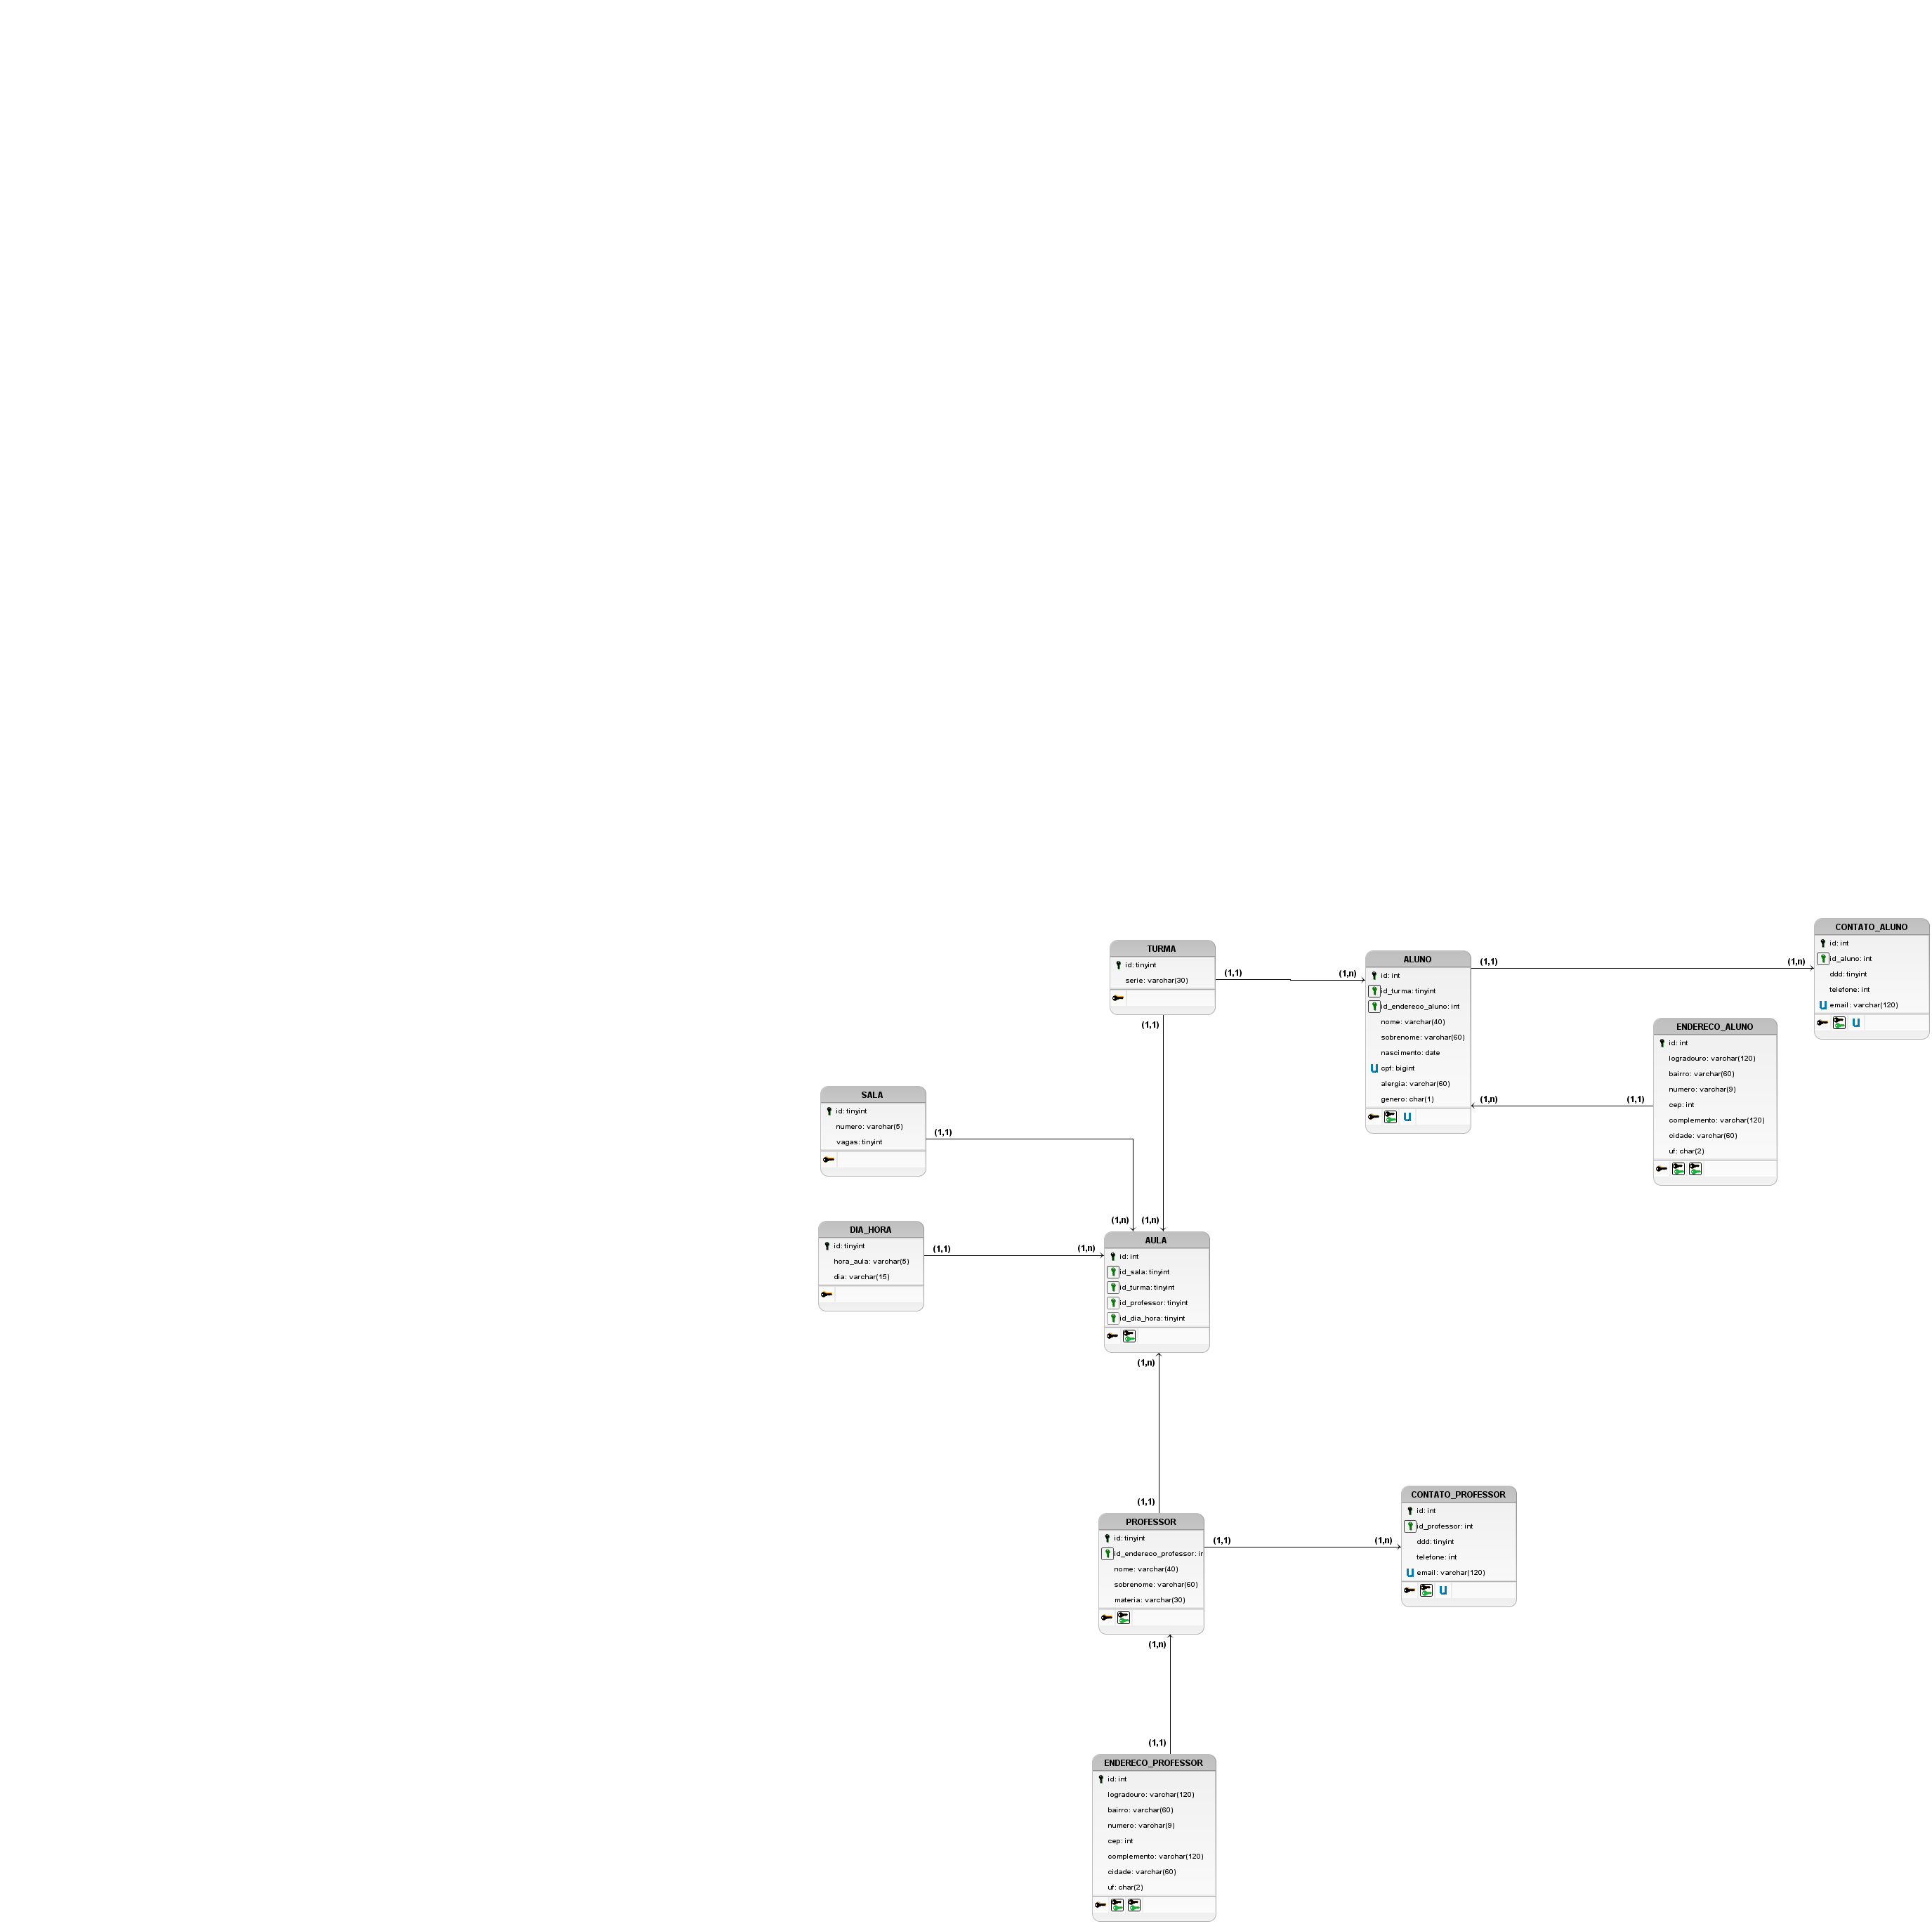 CONTATO_ALUNO
id: int
id_aluno: int
ddd: tinyint
telefone: int
email: varchar(120)
TURMA
id: tinyint
serie: varchar(30)
(1,1)
(1,n)
ALUNO
id: int
id_turma: tinyint
id_endereco_aluno: int
nome: varchar(40)
sobrenome: varchar(60)
nascimento: date
cpf: bigint
alergia: varchar(60)
genero: char(1)
(1,1)
(1,n)
ENDERECO_ALUNO
id: int
logradouro: varchar(120)
bairro: varchar(60)
numero: varchar(9)
cep: int
complemento: varchar(120)
cidade: varchar(60)
uf: char(2)
(1,n)
(1,1)
(1,1)
SALA
id: tinyint
numero: varchar(5)
vagas: tinyint
(1,1)
(1,n)
(1,n)
DIA_HORA
id: tinyint
hora_aula: varchar(5)
dia: varchar(15)
(1,1)
(1,n)
AULA
id: int
id_sala: tinyint
id_turma: tinyint
id_professor: tinyint
id_dia_hora: tinyint
(1,n)
(1,1)
PROFESSOR
id: tinyint
id_endereco_professor: ir
nome: varchar(40)
sobrenome: varchar(60)
materia: varchar(30)
(1,1)
(1,n)
CONTATO_PROFESSOR
id: int
id_professor: int
ddd: tinyint
telefone: int
email: varchar(120)
(1,n)
(1,1)
ENDERECO_PROFESSOR
id: int
logradouro: varchar(120)
bairro: varchar(60)
numero: varchar(9)
cep: int
complemento: varchar(120)
cidade: varchar(60)
uf: char(2)